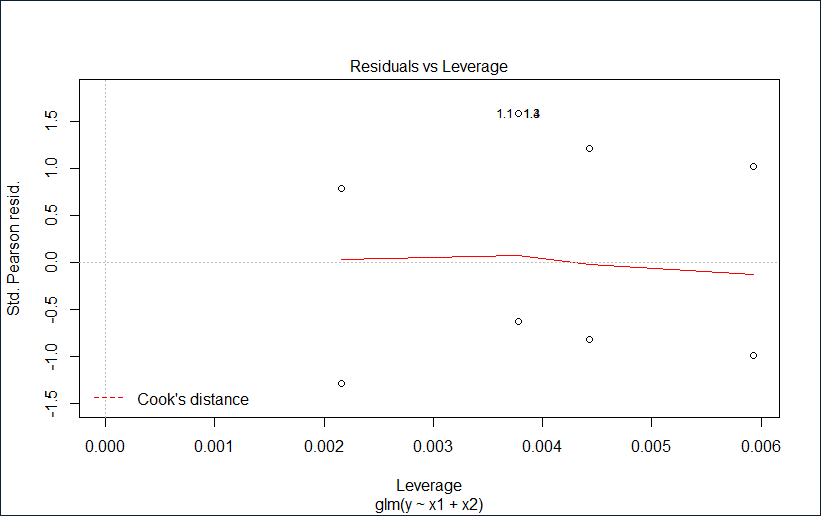 Residuals vs Leverage
1.5
1.0
0.5
0.0
-0.5
-1.0
-1.5
Std. Pearson resid.
1.1
Cook's distance
0.000 0.001 0.002 0.003 0.004 0.005 0.006
Leverage
glm(y ~ x1 + x2)